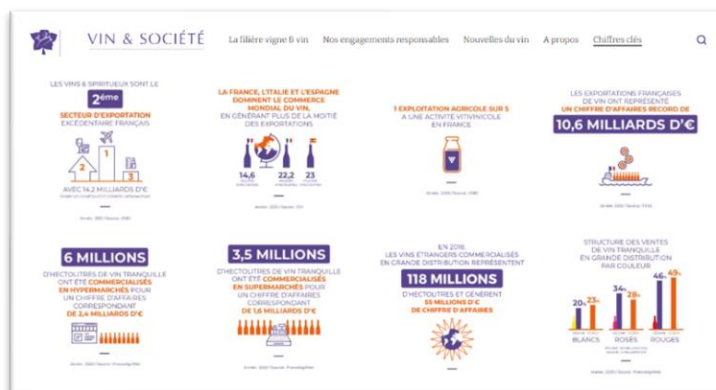 VIN & SOCIÉTÉ
La filière vigne & vin Nos engagements responsables Nouvelles du vin A propos Chiffres clés
LES VINS & SPIRITUEUX SONT LE
2ème
SECTEUR D'EXPORTATION
EXCÉDENTAIRE FRANÇAIS
2 1 3
AVEC 14,2 MILLIARDS D'€
LA FRANCE, L'ITALIE ET L'ESPAGNE
DOMINENT LE COMMERCE
MONDIAL DU VIN,
EN GÉNÉRANT PLUS DE LA MOITIÉ
DES EXPORTATIONS
14,6 22,2 23
1 EXPLOITATION AGRICOLE SUR 5
A UNE ACTIVITÉ VITIVINICOLE
EN FRANCE
LES EXPORTATIONS FRANÇAISES
DE VIN ONT REPRÉSENTÉ
UN CHIFFRE D'AFFAIRES RECORD DE
10,6 MILLIARDS D'€
6 MILLIONS
D'HECTOLITRES DE VIN TRANQUILLE
ONT ÉTÉ COMMERCIALISÉS
EN HYPERMARCHÉS POUR
UN CHIFFRE D'AFFAIRES
CORRESPONDANT
DE 2,4 MILLIARDS D'€
3,5 MILLIONS
D'HECTOLITRES DE VIN TRANQUILLE
ONT ÉTÉ COMMERCIALISÉS
EN SUPERMARCHÉS POUR
UN CHIFFRE D'AFFAIRES
CORRESPONDANT
DE 1,6 MILLIARDS D'€
EN 2018,
LES VINS ÉTRANGERS COMMERCIALISÉS
EN GRANDE DISTRIBUTION REPRÉSENTENT
118 MILLIONS
D'HECTOLITRES ET GÉNÈRENT
55 MILLIONS D'€
DE CHIFFRE D'AFFAIRES
STRUCTURE DES VENTES
DE VIN TRANQUILLE
EN GRANDE DISTRIBUTION
PAR COULEUR
20% 23% 34% 28% 46% 49%
BLANCS ROSÉS ROUGES